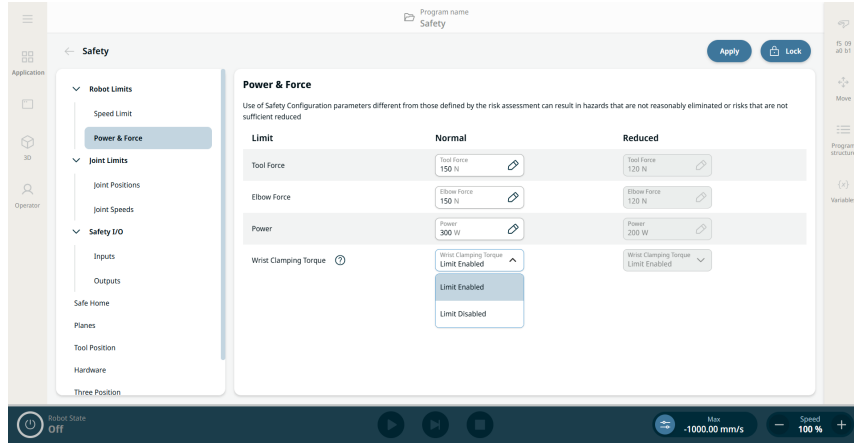 Program name
Safety
Safety
Apply
Lock
f5 09
a0 b1
Application
3D
Operator
Robot Limits
Speed Limit
Power & Force
Joint Limits
Joint Positions
Joint Speeds
Safety I/O
Inputs
Outputs
Safe Home
Planes
Tool Position
Hardware
Three Position
Power & Force
Use of Safety Configuration parameters different from those defined by the risk assessment can result in hazards that are not reasonably eliminated or risks that are not
sufficient reduced
Limit
Normal
Reduced
Tool Force
Tool Force
150 N
Tool Force
120 N
Elbow Force
Elbow Force
150 N
Elbow Force
120 N
Power
Power
300 W
Power
200 W
Wrist Clamping Torque
?
Wrist Clamping Torque
Limit Enabled
Wrist Clamping Torque
Limit Enabled
Limit Enabled
Limit Disabled
Move
Program
structur
{x}
Variable
Robot State
Off
Max
-1000.00 mm/s
Speed
100 %